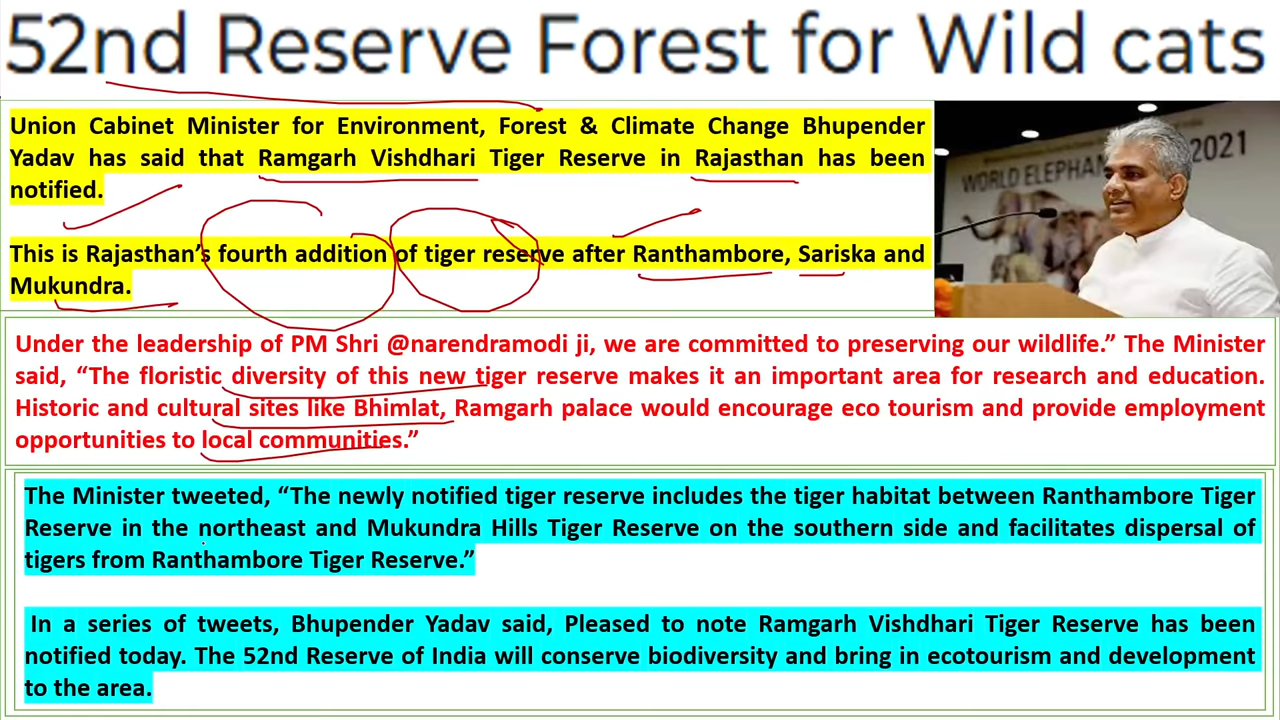 52nd Reserve Forest for Wild cats
Union Cabinet Minister for Environment, Forest & Climate Change Bhupender
Yadav has said that Ramgarh Vishdhari Tiger Reserve in Rajasthan has been
notified.
This is Rajasthan’s fourth addition of tiger reserve after Ranthambore, Sariska and
Mukundra.
WORLD ELEPHAN 2021
Under the leadership of PM Shri @narendramodi ji, we are committed to preserving our wildlife.” The Minister
said, “The floristic diversity of this new tiger reserve makes it an important area for research and education.
Historic and cultural sites like Bhimlat, Ramgarh palace would encourage eco tourism and provide employment
opportunities to local communities.”
The Minister tweeted, “The newly notified tiger reserve includes the tiger habitat between Ranthambore Tiger
Reserve in the northeast and Mukundra Hills Tiger Reserve on the southern side and facilitates dispersal of
tigers from Ranthambore Tiger Reserve.”
In a series of tweets, Bhupender Yadav said, Pleased to note Ramgarh Vishdhari Tiger Reserve has been
notified today. The 52nd Reserve of India will conserve biodiversity and bring in ecotourism and development
to the area.